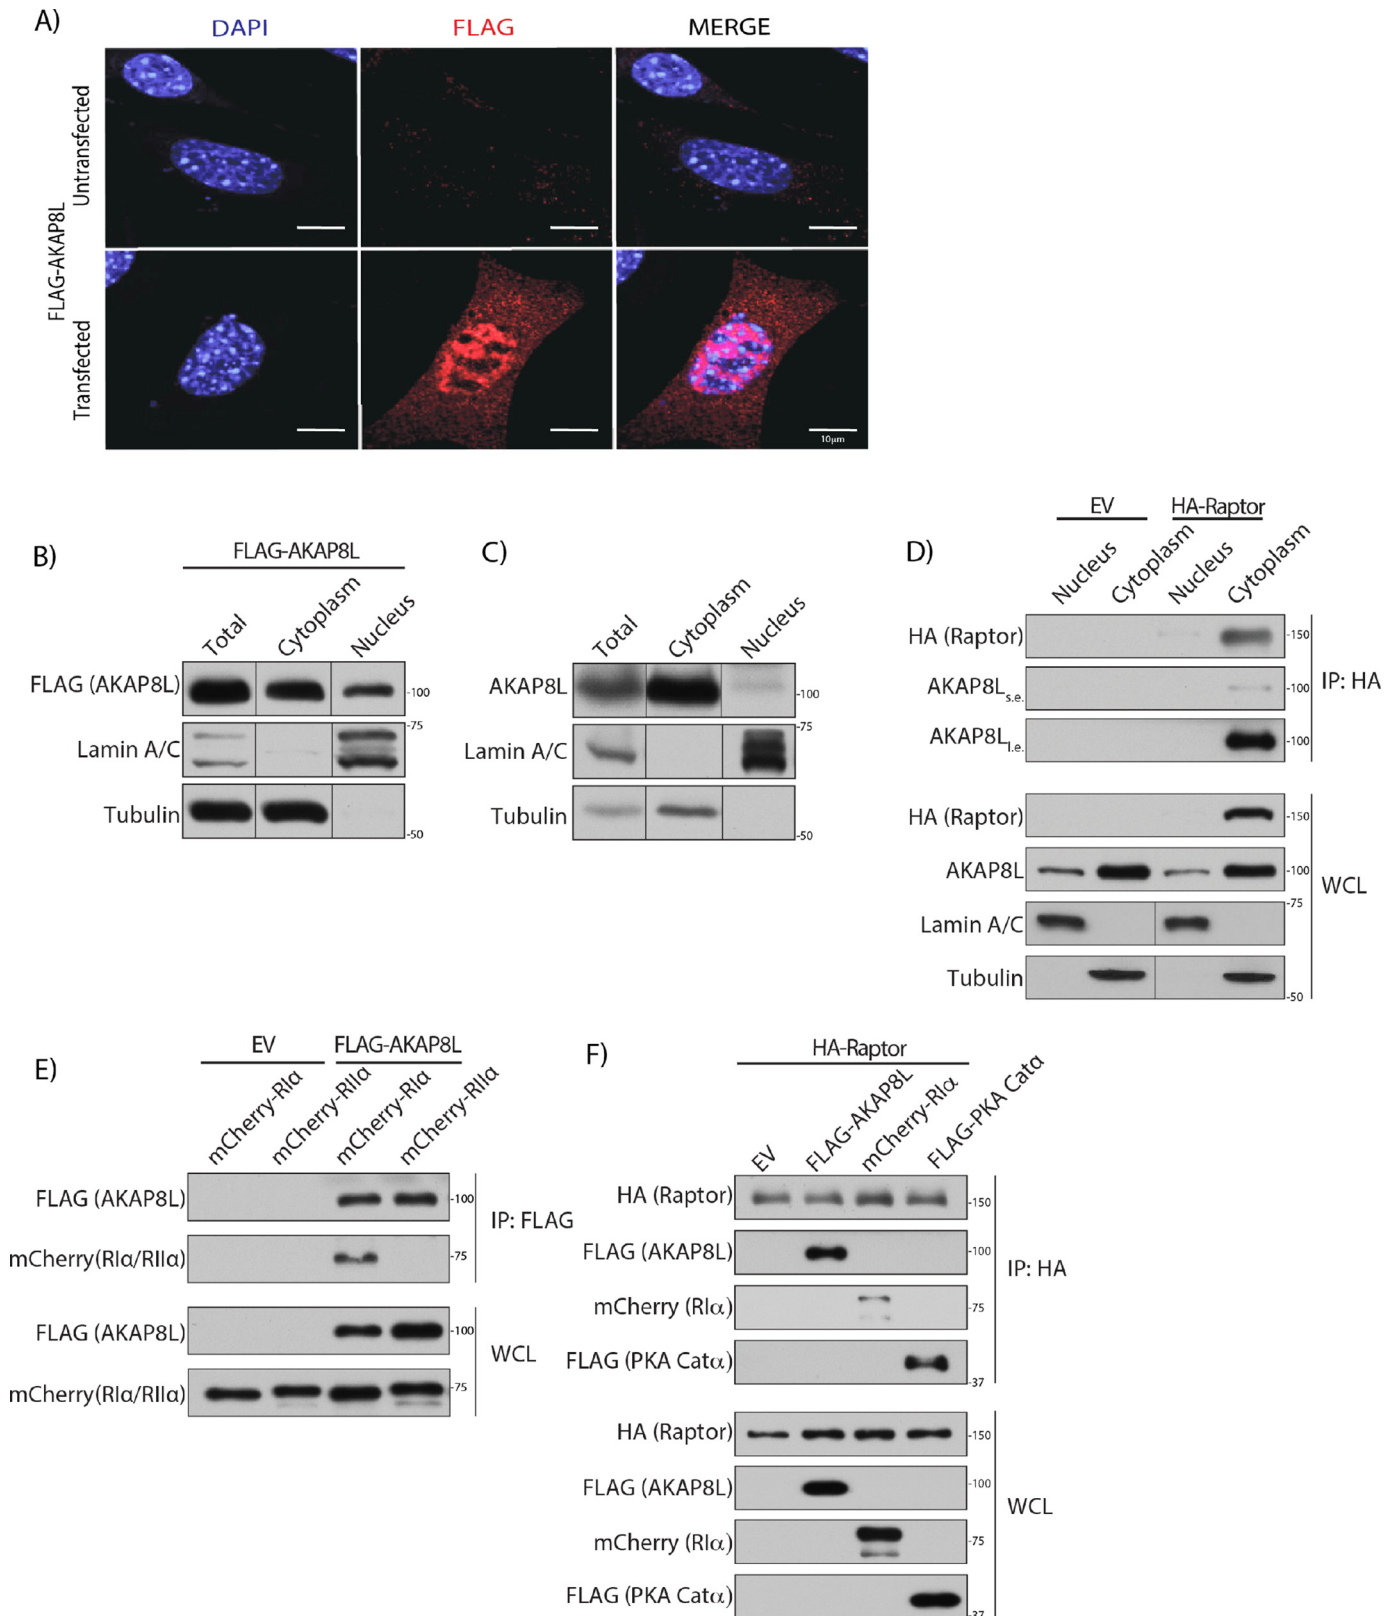 A)
DAPI FLAG MERGE
FLAG-AKAP8L
Untransfected
Transfected
10μm
B)
FLAG-AKAP8L
Total Cytoplasm Nucleus
FLAG (AKAP8L) -100
-75
Lamin A/C
Tubulin
-50
C)
Total Cytoplasm Nucleus
AKAP8L -100
-75
Lamin A/C
Tubulin
-50
D)
EV HA-Raptor
Nucleus Cytoplasm Nucleus Cytoplasm
HA (Raptor) -150
AKAP8L s.e. -100
AKAP8L l.e. -100
IP: HA
HA (Raptor) -150
AKAP8L -100
-75
Lamin A/C
Tubulin
-50
WCL
E)
EV FLAG-AKAP8L
mCherry-RIα mCherry-RIIα mCherry-RIα mCherry-RIIα
FLAG (AKAP8L) -100
mCherry(RIα/RIIα) -75
IP: FLAG
FLAG (AKAP8L) -100
mCherry(RIα/RIIα) -75
WCL
F)
HA-Raptor
EV FLAG-AKAP8L mCherry-RIα FLAG-PKA Catα
HA (Raptor) -150
FLAG (AKAP8L) -100
mCherry (RIα) -75
FLAG (PKA Catα) -37
IP: HA
HA (Raptor) -150
FLAG (AKAP8L) -100
mCherry (RIα) -75
FLAG (PKA Catα) -37
WCL